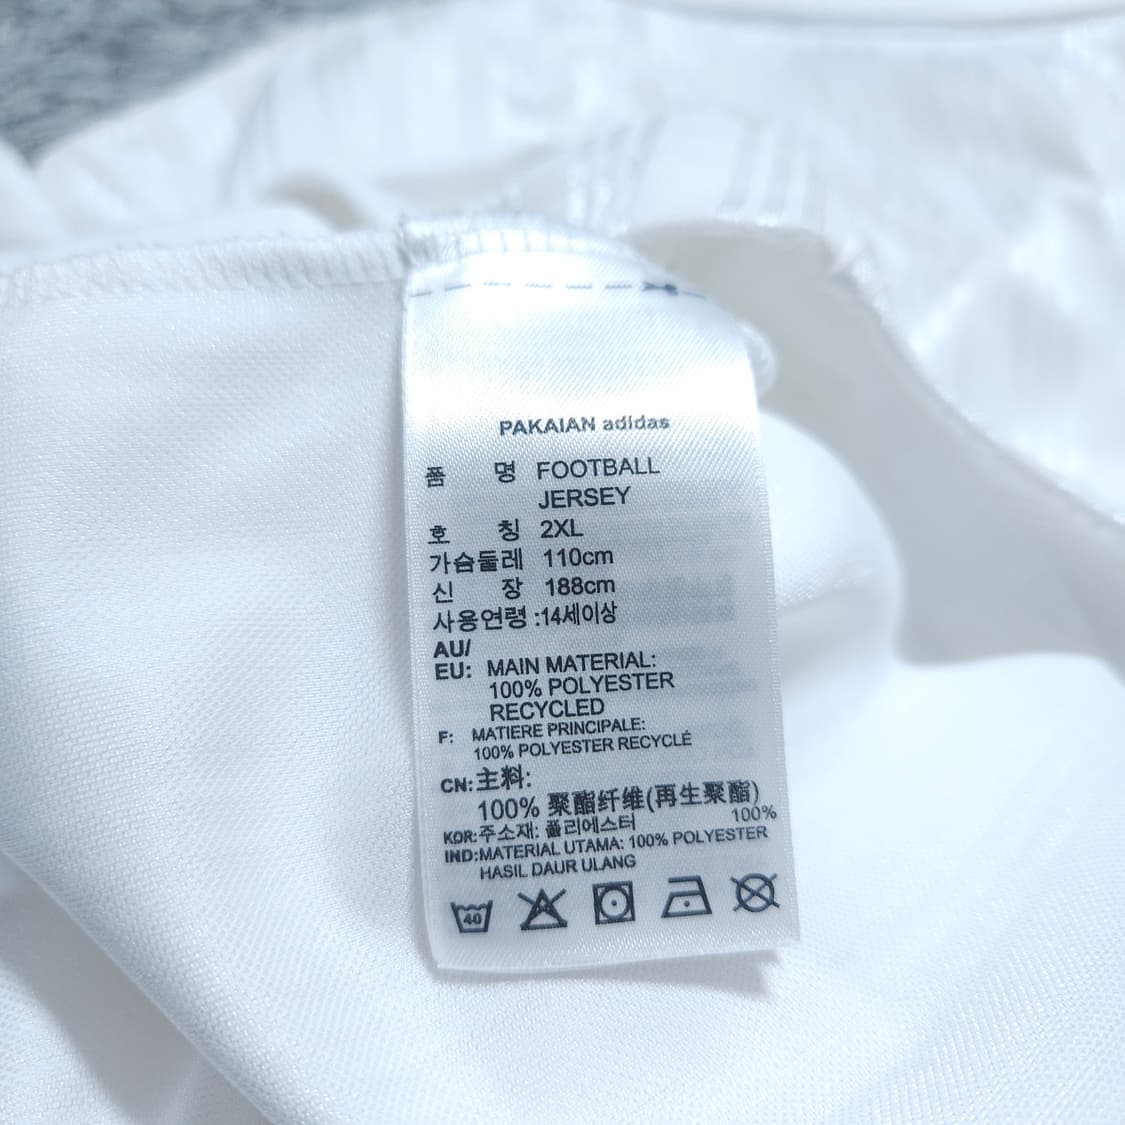 PAKAIAN adidas
품 명 FOOTBALL
JERSEY
호 칭 2XL
가슴둘레 110cm
신 장 188cm
사용연령 :14세이상
AU/
EU: MAIN MATERIAL:
100% POLYESTER
RECYCLED
F: MATIERE PRINCIPALE:
100% POLYESTER RECYCLÉ
CN:主料:
100% 聚酯纤维(再生聚酯)
KOR:주소재: 폴리에스터 100%
IND:MATERIAL UTAMA: 100% POLYESTER
HASIL DAUR ULANG
40